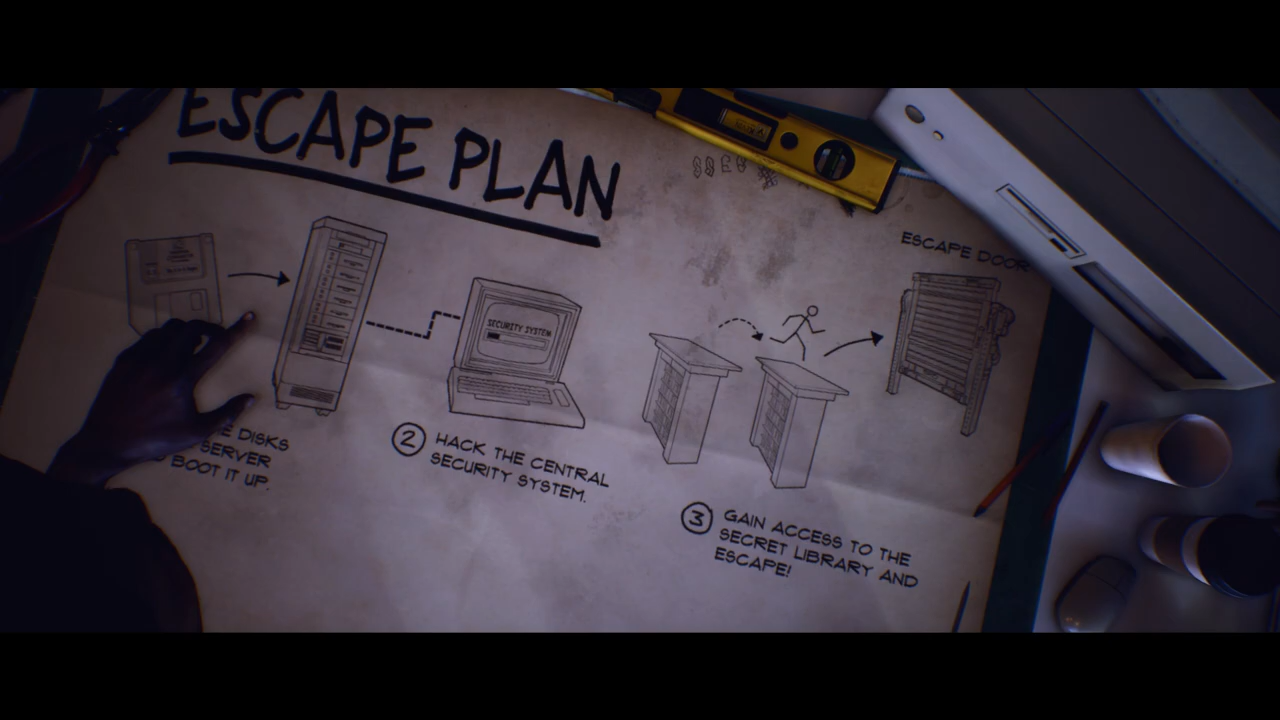 ESCAPE PLAN
ESCAPE DOOR
SECURITY SYSTEM
DISKS
SERVER
BOOT IT UP.
2 HACK THE CENTRAL
SECURITY SYSTEM.
3 GAIN ACCESS TO THE
SECRET LIBRARY AND
ESCAPE!